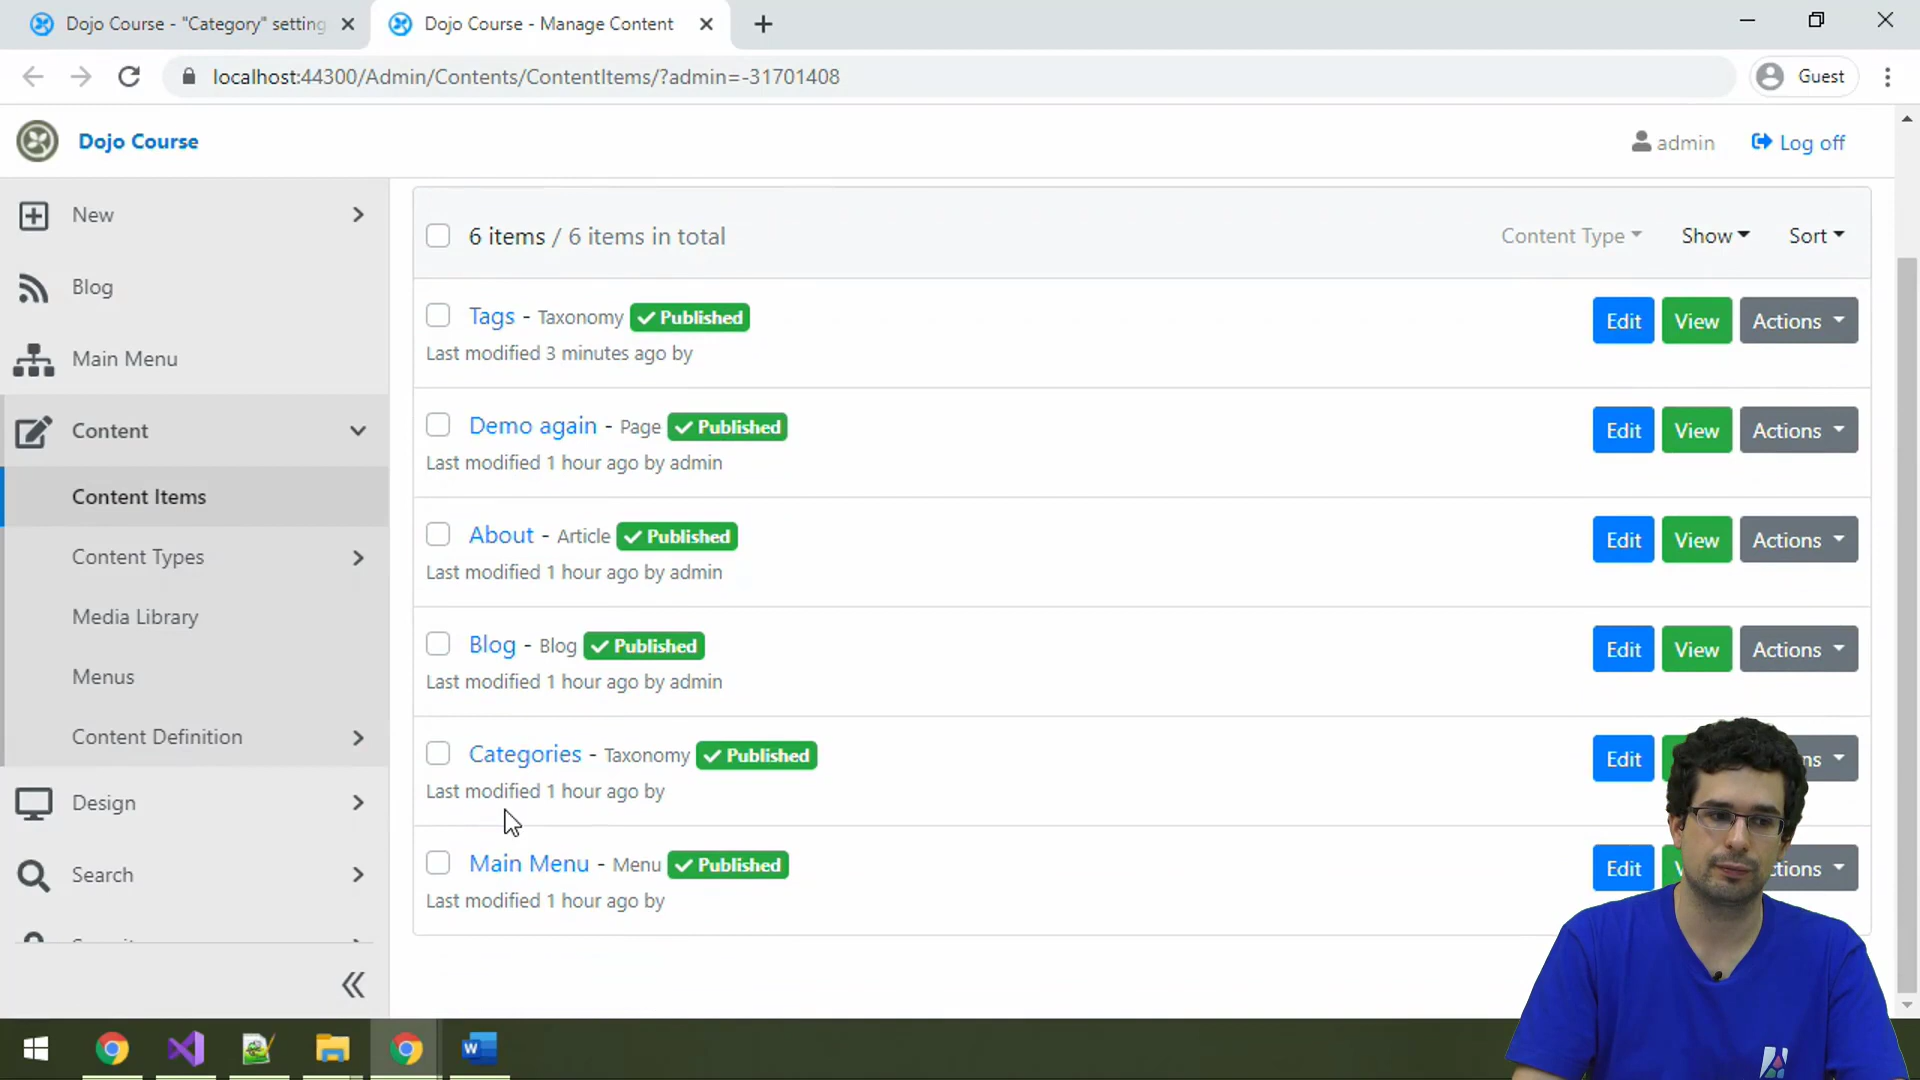 Dojo Course - "Category" setting
Dojo Course - Manage Content
localhost:44300/Admin/Contents/ContentItems/?admin=-31701408
Guest
Dojo Course
admin
Log off
New
Blog
Main Menu
Content
Content Items
Content Types
Media Library
Menus
Content Definition
Design
Search
6 items / 6 items in total
Content Type
Show
Sort
Tags - Taxonomy Published
Last modified 3 minutes ago by
Edit View Actions
Demo again - Page Published
Last modified 1 hour ago by admin
Edit View Actions
About - Article Published
Last modified 1 hour ago by admin
Edit View Actions
Blog - Blog Published
Last modified 1 hour ago by admin
Edit View Actions
Categories - Taxonomy Published
Last modified 1 hour ago by
Edit
Main Menu - Menu Published
Last modified 1 hour ago by
Edit